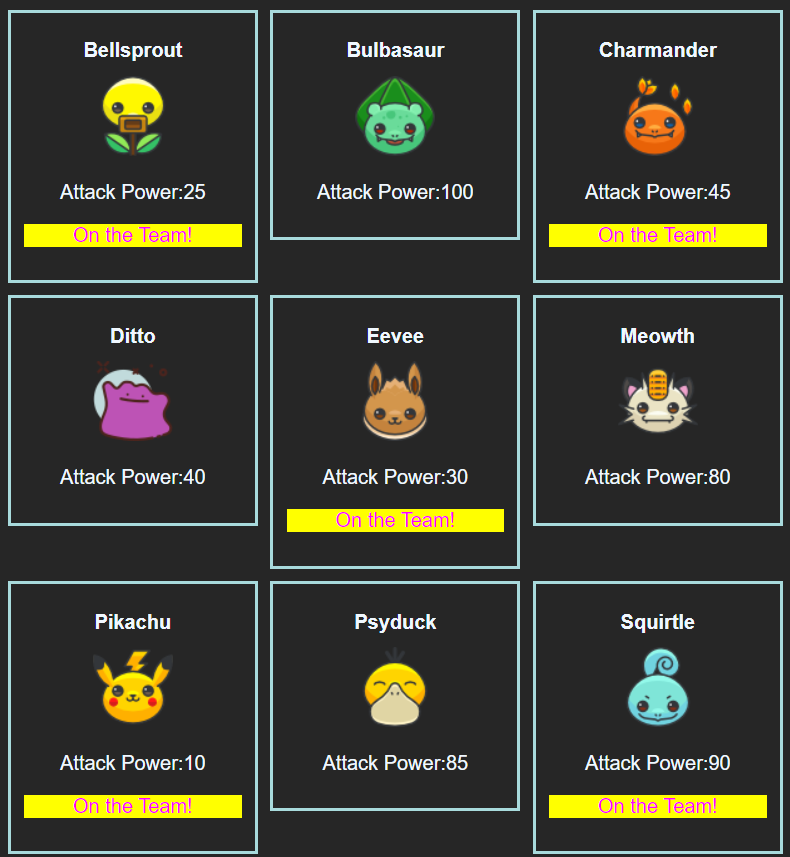 Bellsprout
Attack Power:25
On the Team!
Bulbasaur
Attack Power:100
Charmander
Attack Power:45
On the Team!
Ditto
Attack Power:40
Eevee
Attack Power:30
On the Team!
Meowth
Attack Power:80
Pikachu
Attack Power:10
On the Team!
Psyduck
Attack Power:85
Squirtle
Attack Power:90
On the Team!